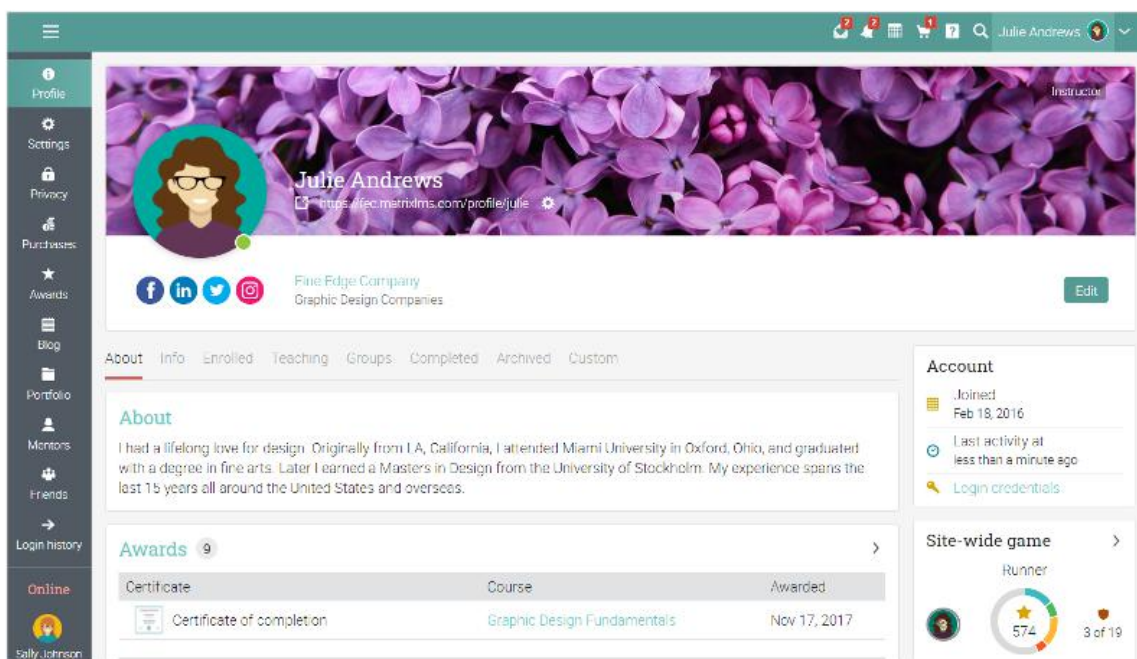 2
2
1
?
Julie Andrews
Profile
Settings
Privacy
Purchases
Awards
Blog
Portfolio
Mentors
Friends
Login history
Online
Sally Johnson
Instructor
Julie Andrews
https://fec.matrixlms.com/profile/julie
f
in
Fine Edge Company
Graphic Design Companies
Edit
About Info Enrolled Teaching Groups Completed Archived Custom
About
I had a lifelong love for design. Originally from LA, California, I attended Miami University in Oxford, Ohio, and graduated
with a degree in fine arts. Later I earned a Masters in Design from the University of Stockholm. My experience spans the
last 15 years all around the United States and overseas.
Awards 9
Certificate Course Awarded
Certificate of completion Graphic Design Fundamentals Nov 17, 2017
Account
Joined
Feb 18, 2016
Last activity at
less than a minute ago
Login credentials
Site-wide game
Runner
574
3 of 19